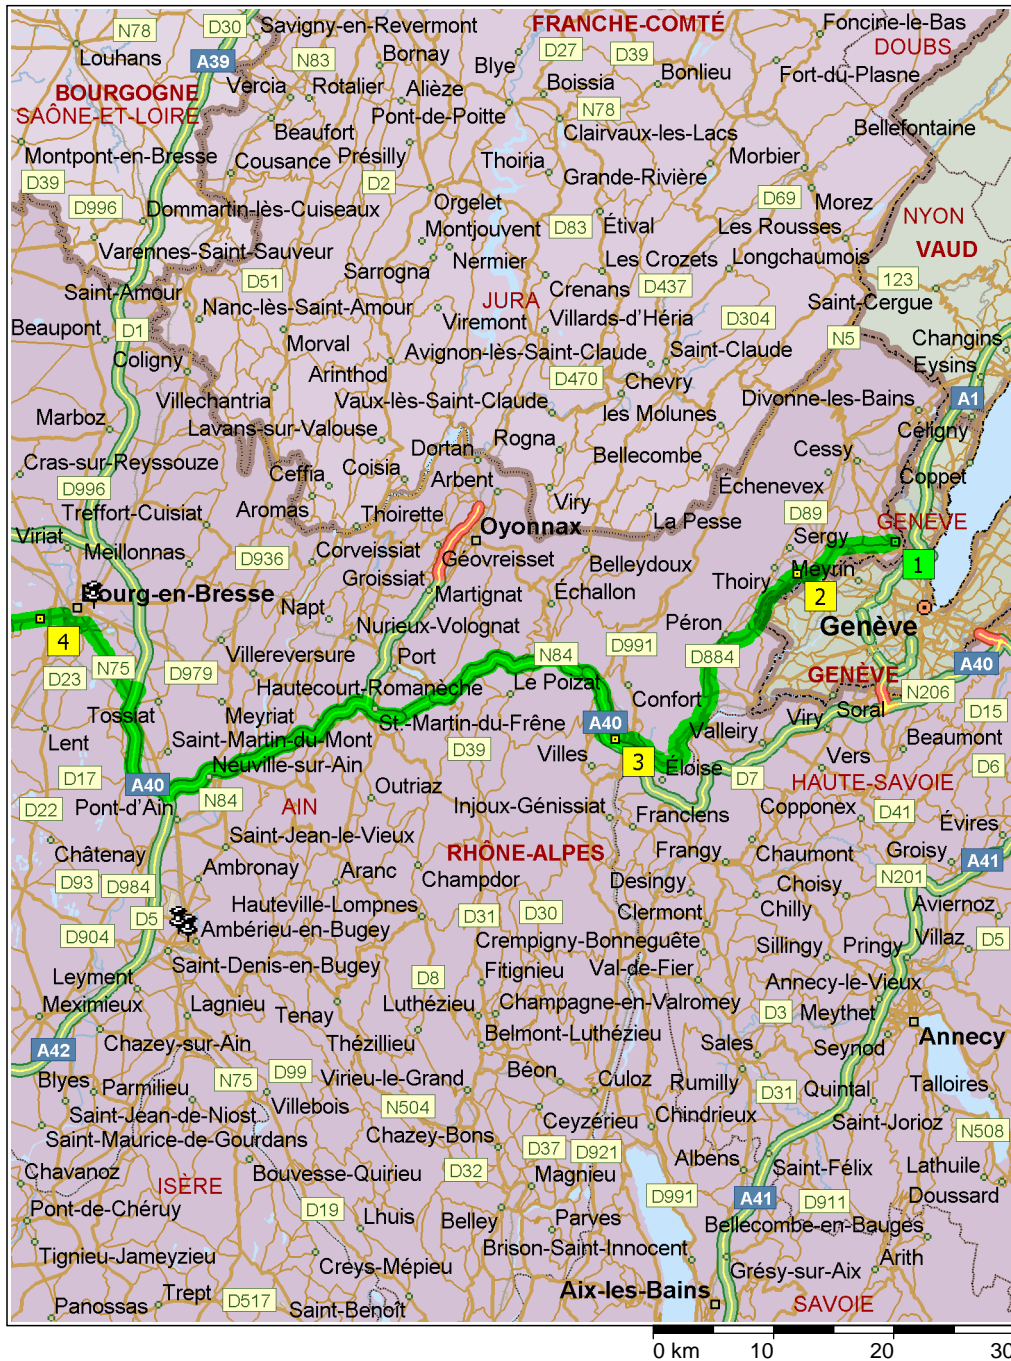 N78
D30
Savigny-en-Revermont
FRANCHE-COMTÉ
Foncine-le-Bas
Louhans
A39
N83
Bornay
D27
D39
DOUBS
Blye
Bonlieu
Fort-du-Plasne
BOURGOGNE
Vercia
Rotalier
Alièze
Boissia
SAÔNE-ET-LOIRE
Pont-de-Poitte
N78
Beaufort
Clairvaux-les-Lacs
Bellefontaine
Montpont-en-Bresse
Cousance
Présilly
Thoiria
Morbier
D39
D2
Grande-Rivière
D996
Dommartin-lès-Cuiseaux
Orgelet
D69
Morez
NYON
Montjouvent
D83
Étival
Les Rousses
VAUD
Varennes-Saint-Sauveur
Nermier
Les Crozets
Longchaumois
Sarrogna
D51
Crenans
D437
123
Saint-Amour
Nanc-lès-Saint-Amour
JURA
Saint-Cergue
Beaupont
D1
Viremont
Villards-d'Héria
D304
N5
Changins
Coligny
Morval
Avignon-lès-Saint-Claude
Saint-Claude
Eysins
Arinthod
D470
Chevry
A1
Villechantria
Vaux-lès-Saint-Claude
les Molunes
Divonne-les-Bains
Marboz
Lavans-sur-Valouse
Céligny
Dortan
Rogna
Cessy
Cras-sur-Reyssouze
Ceffia
Coisia
Bellecombe
Coppet
D996
Arbent
Échenevex
Treffort-Cuisiat
Aromas
Thoirette
Viry
D89
GENÈVE
Viriat
Oyonnax
La Pesse
Sergy
Meillonnas
D936
Corveissiat
Géovreisset
Belleydoux
1
Groissiat
Thoiry
Meyrin
Bourg-en-Bresse
Martignat
Échallon
2
Napt
Péron
Genève
4
Nurieux-Volognat
D991
Villereversure
Port
N84
D884
A40
D23
N75
D979
GENÈVE
Hautecourt-Romanèche
Le Poizat
Confort
N206
Tossiat
Meyriat
St.-Martin-du-Frêne
A40
Viry
Soral
D15
Lent
Saint-Martin-du-Mont
D39
Villes
Valleiry
Beaumont
Neuville-sur-Ain
3
Éloise
Vers
D17
A40
Outriaz
D7
HAUTE-SAVOIE
D6
D22
Pont-d'Ain
N84
AIN
Injoux-Génissiat
Franclens
Copponex
D41
Évires
Saint-Jean-le-Vieux
Châtenay
RHÔNE-ALPES
Frangy
Chaumont
Groisy
A41
D93
D984
Ambronay
Aranc
Champdor
Desingy
Choisy
N201
Hauteville-Lompnes
Chilly
Aviernoz
D5
D31
D30
Clermont
D904
Ambérieu-en-Bugey
Crempigny-Bonneguête
Sillingy
Pringy
Villaz
D5
Leyment
Saint-Denis-en-Bugey
D8
Fitignieu
Val-de-Fier
Annecy-le-Vieux
Meximieux
Lagnieu
Luthézieu
Champagne-en-Valromey
D3
Meythet
Tenay
A42
Chazey-sur-Ain
Thézillieu
Belmont-Luthézieu
Sales
Seynod
Annecy
Blyes
Parmilieu
N75
D99
Virieu-le-Grand
Béon
Culoz
Rumilly
D31
Quintal
Talloires
Saint-Jean-de-Niost
Villebois
N504
Ceyzérieu
Chindrieux
Saint-Jorioz
N508
Saint-Maurice-de-Gourdans
Chazey-Bons
D37
D921
Chavanoz
Bouvesse-Quirieu
D32
Magnieu
Albens
Saint-Félix
Lathuile
ISÈRE
D991
A41
D911
Doussard
Pont-de-Chéruy
D19
Lhuis
Belley
Parves
Bellecombe-en-Bauges
Tignieu-Jameyzieu
Brison-Saint-Innocent
Arith
Creys-Mépieu
Grésy-sur-Aix
Panossas
Trept
D517
Saint-Benoît
Aix-les-Bains
SAVOIE
0 km
10
20
30